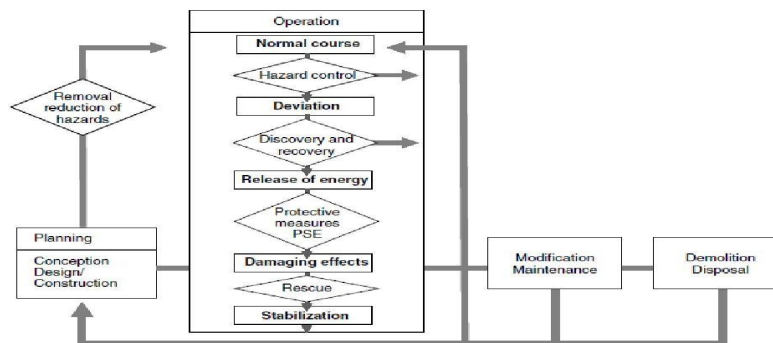 Operation
Normal course
Hazard control
Removal
reduction of
hazards
Deviation
Discovery and
recovery
Release of energy
Protective
measures
PSE
Planning
Conception
Design/
Construction
Damaging effects
Modification
Maintenance
Demolition
Disposal
Rescue
Stabilization